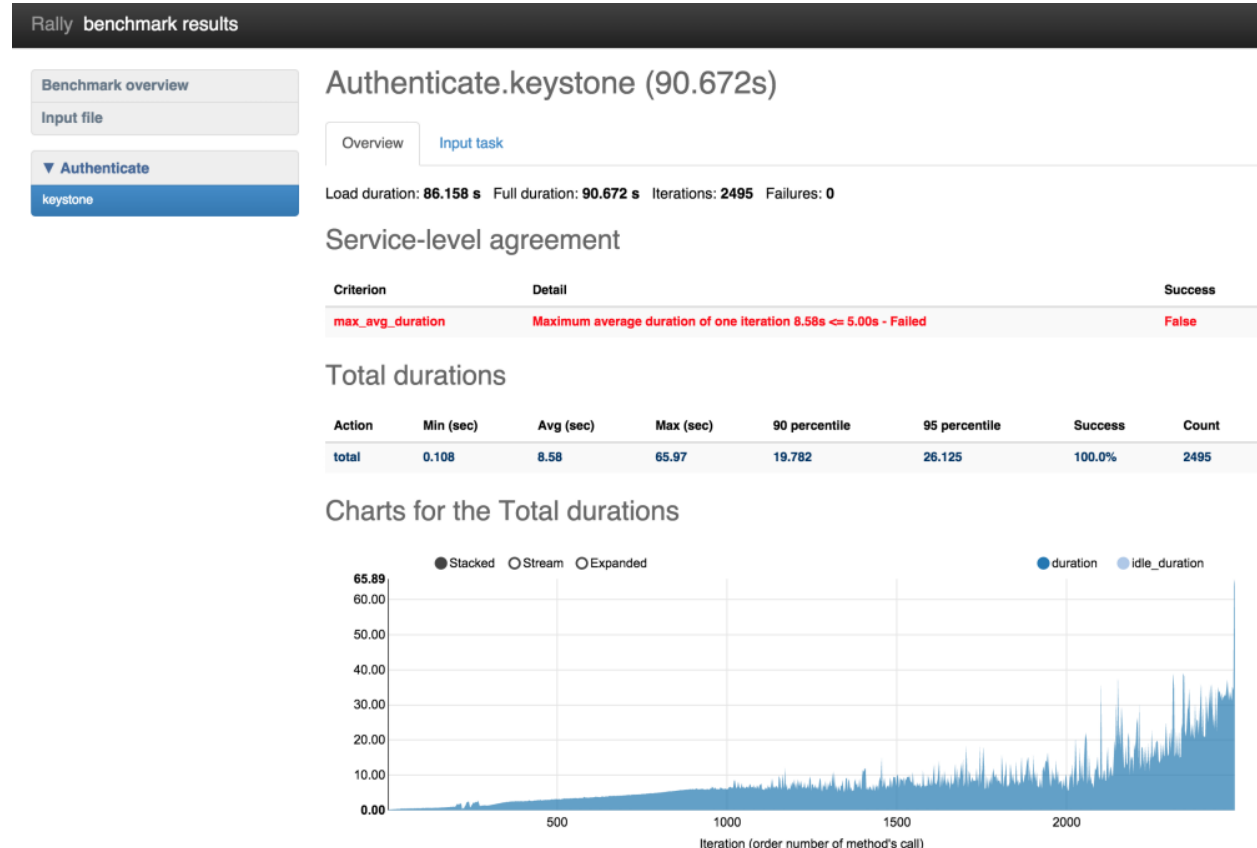 Rally benchmark results
Benchmark overview
Input file
▼ Authenticate
keystone
Authenticate.keystone (90.672s)
Overview Input task
Load duration: 86.158 s Full duration: 90.672 s Iterations: 2495 Failures: 0
Service-level agreement
Criterion Detail Success
max_avg_duration Maximum average duration of one iteration 8.58s <= 5.00s - Failed False
Total durations
Action Min (sec) Avg (sec) Max (sec) 90 percentile 95 percentile Success Count
total 0.108 8.58 65.97 19.782 26.125 100.0% 2495
Charts for the Total durations
Stacked Stream Expanded duration idle_duration
65.89
60.00
50.00
40.00
30.00
20.00
10.00
0.00
500 1000 1500 2000
Iteration (order number of method's call)